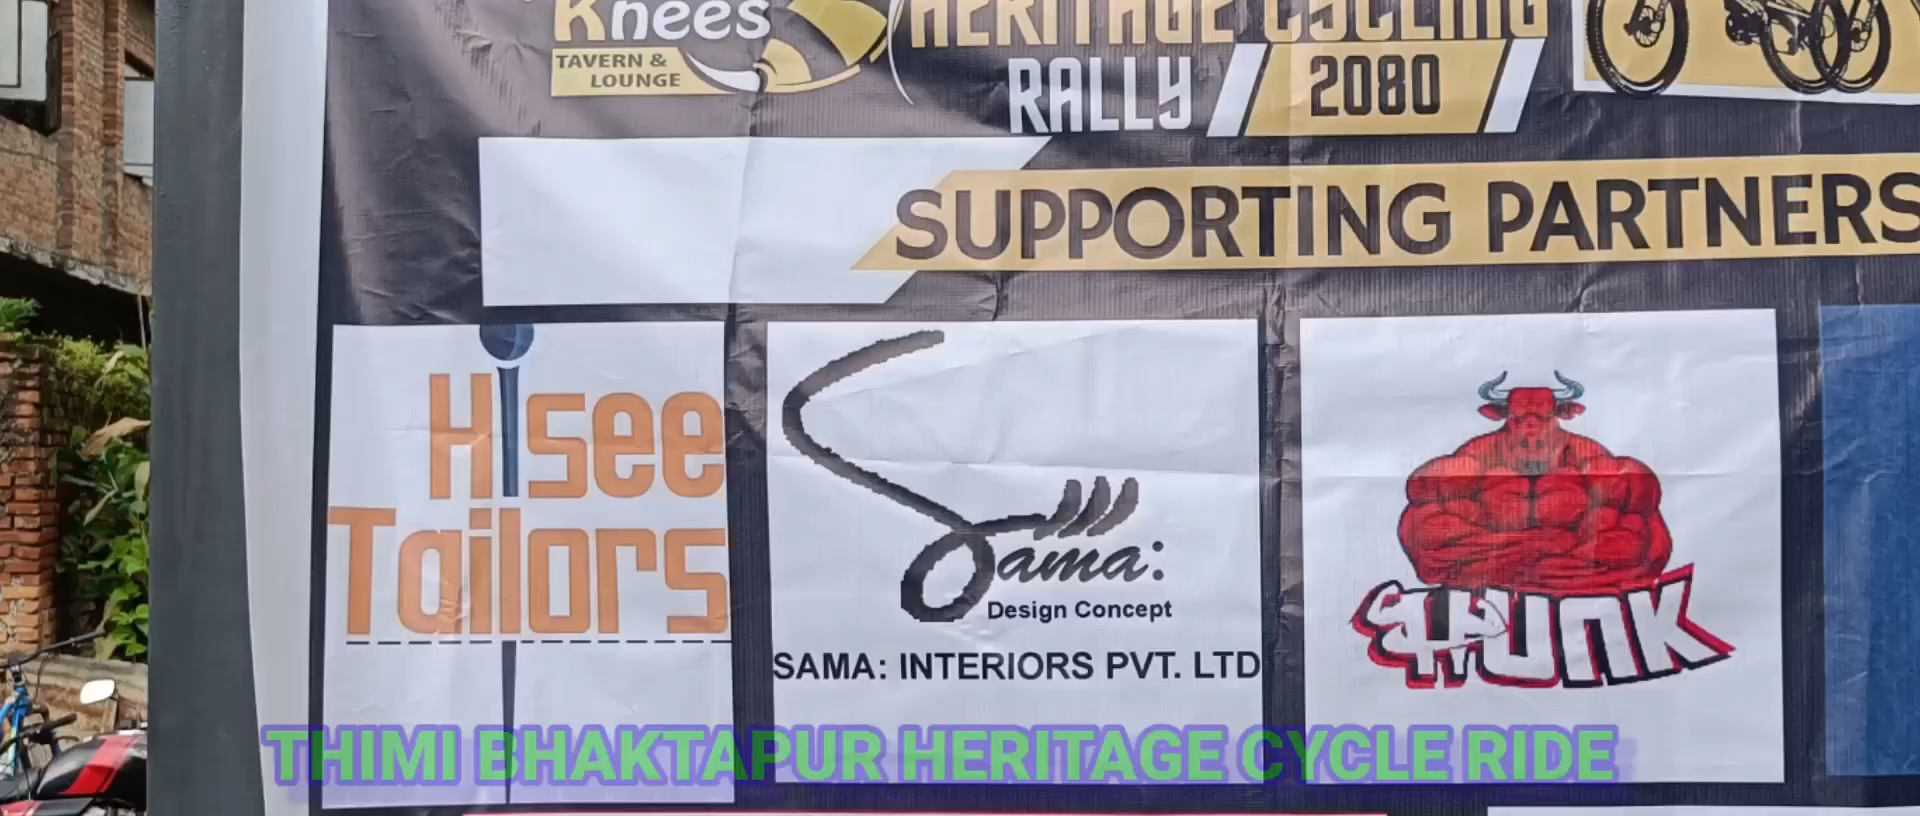 Knees
TAVERN &
LOUNGE
HERITAGE CYCLING
RALLY 2080
SUPPORTING PARTNERS
Hisee
Tailors
Sama:
Design Concept
SAMA: INTERIORS PVT. LTD
THIMI BHAKTAPUR HERITAGE CYCLE RIDE